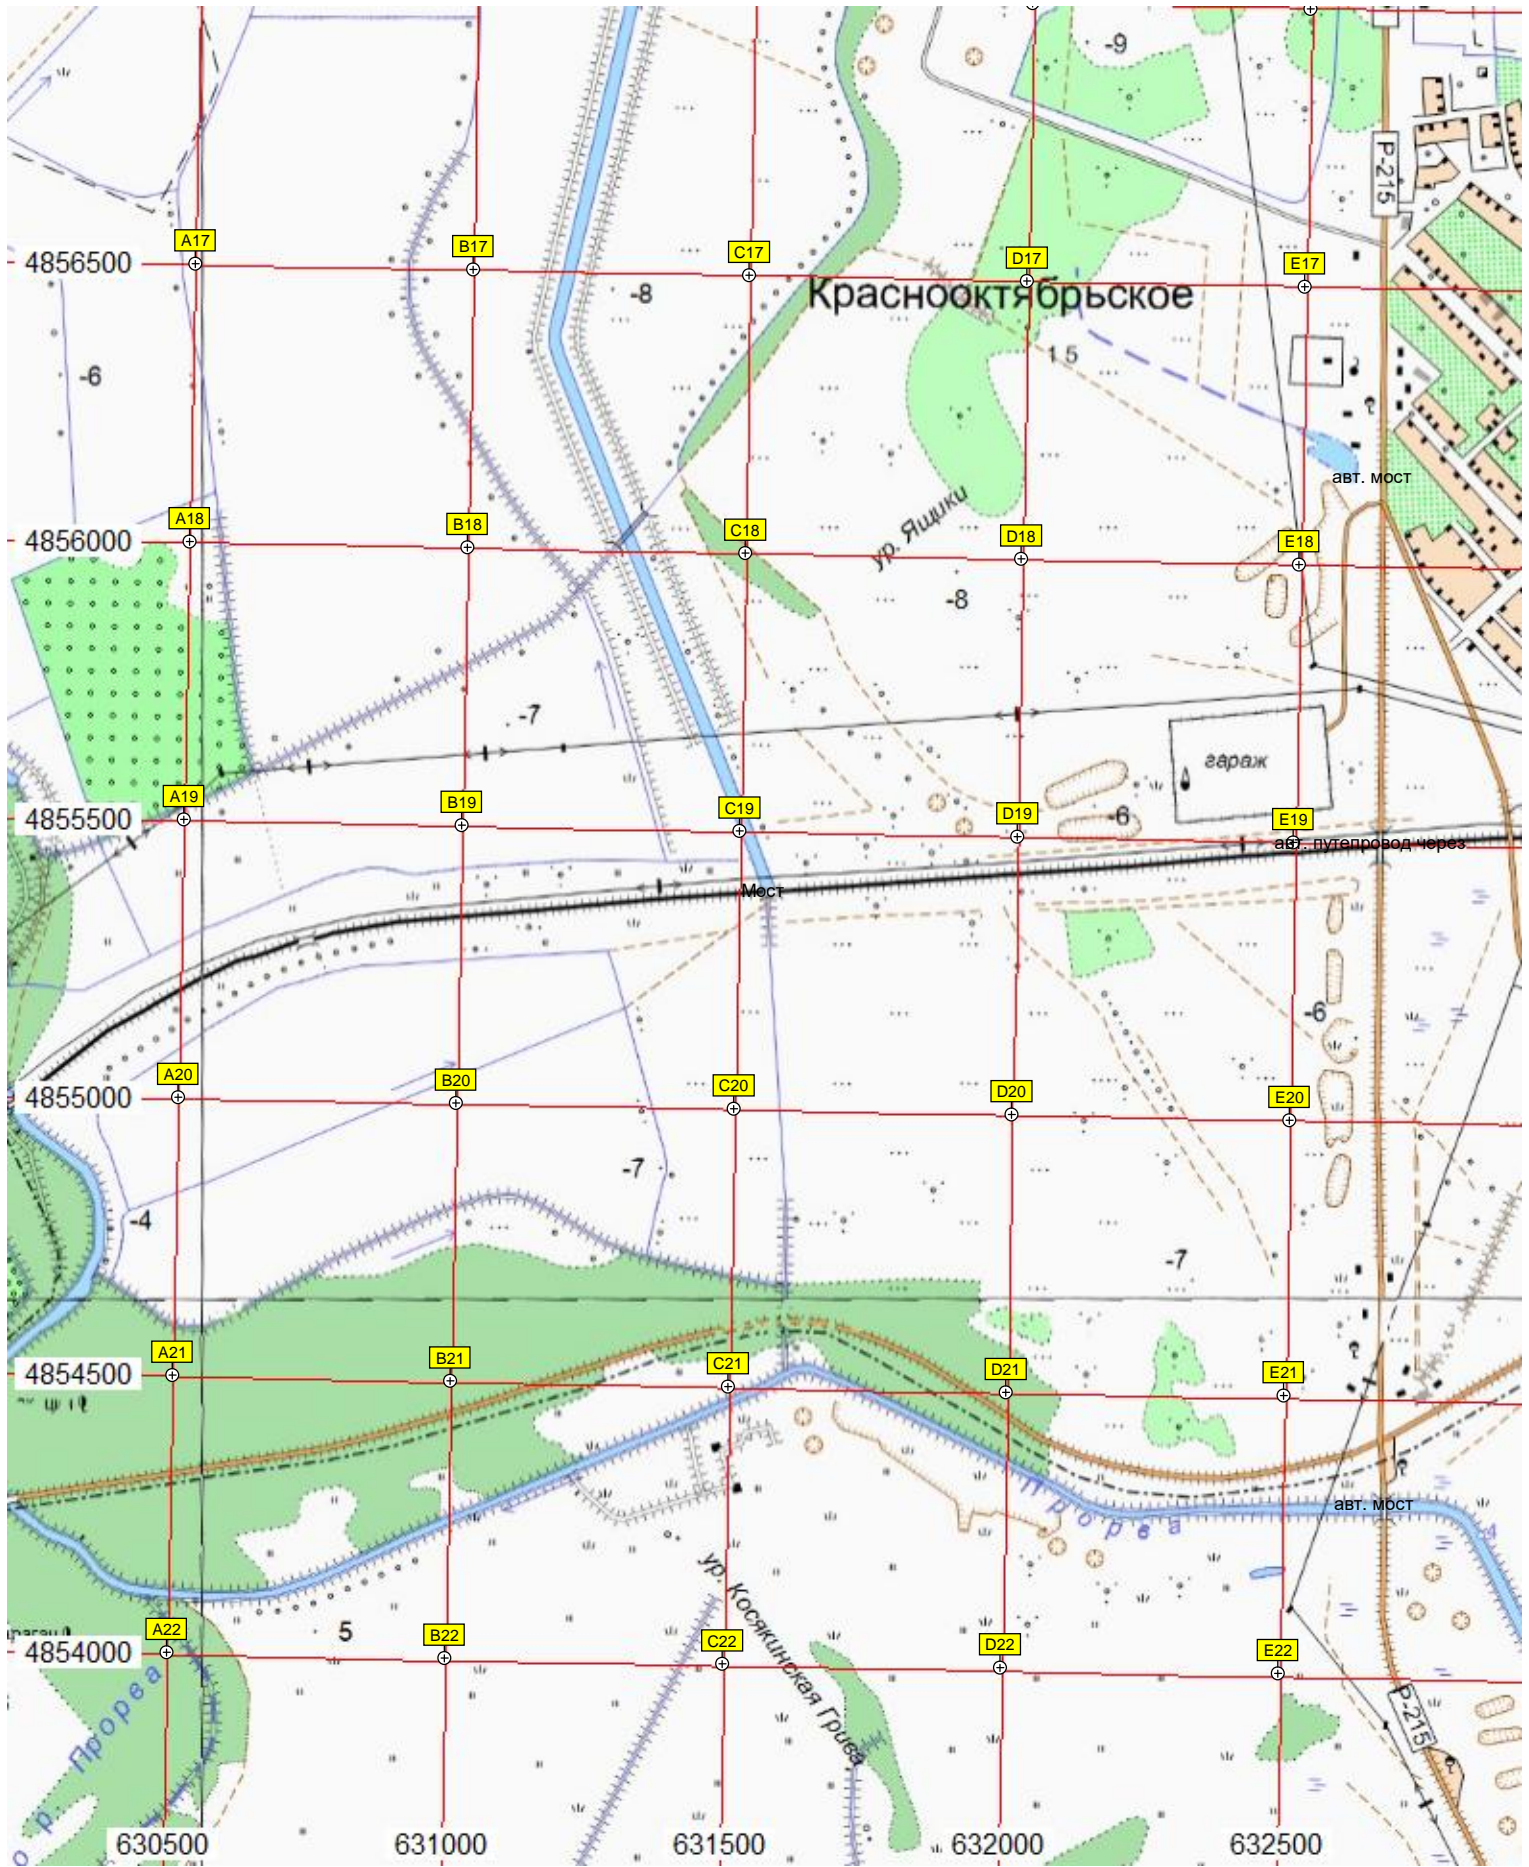 -9
P-215
A17
B17
C17
D17
E17
4856500
-8
Краснооктябрьское
-6
1.5
авт. мост
ур. Ящики
A18
B18
C18
D18
E18
4856000
-8
-7
гараж
A19
B19
C19
D19
E19
4855500
-6
авт. путепровод через
Мост
-6
A20
B20
C20
D20
E20
4855000
-7
-4
-7
A21
B21
C21
D21
E21
4854500
Прорва
авт. мост
ур. Косякинская Грива
5
A22
B22
C22
D22
E22
4854000
Прорва
P-215
630500
631000
631500
632000
632500